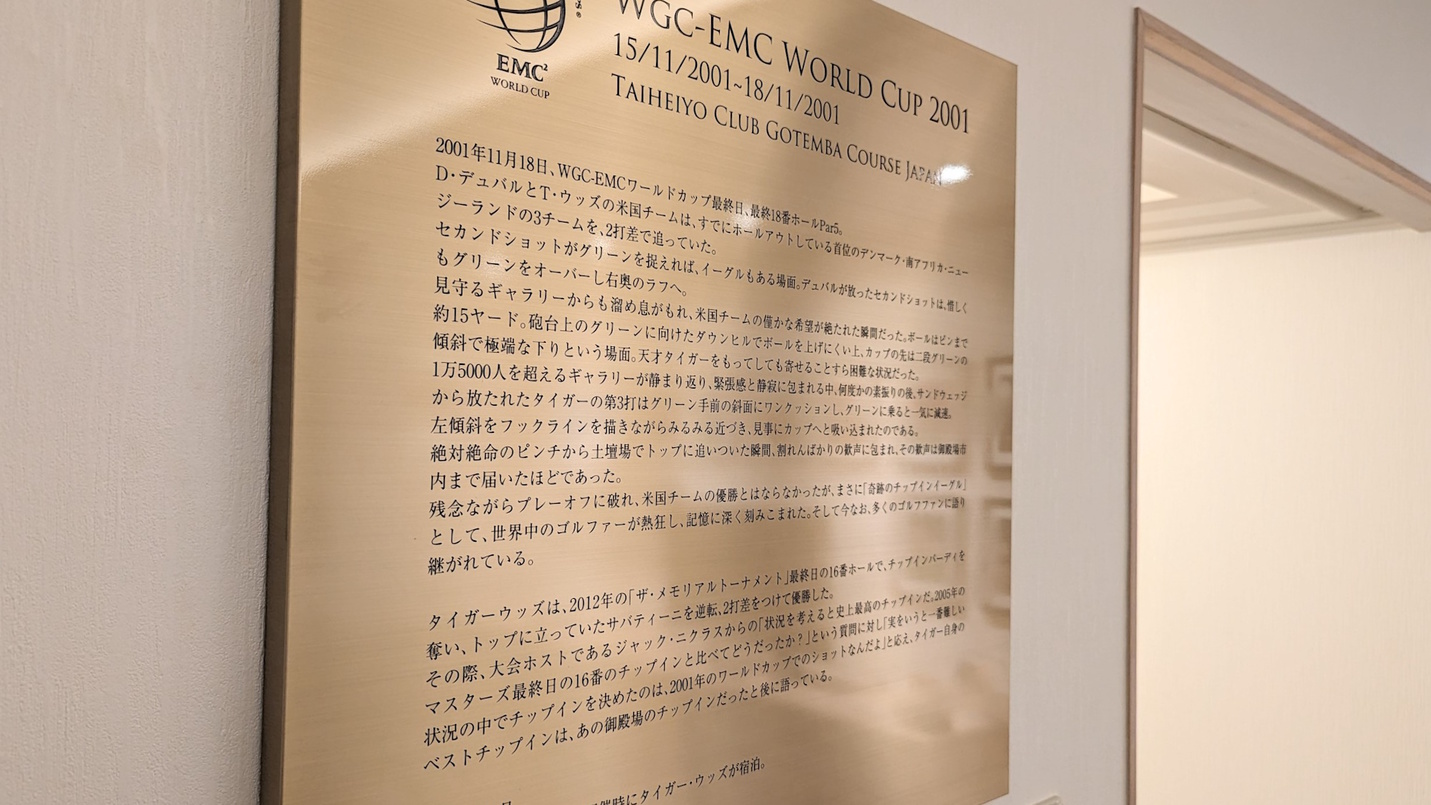 EMC²
WORLD CUP
WGC-EMC WORLD CUP 2001
15/11/2001~18/11/2001
TAIHEIYO CLUB GOTEMBA COURSE JAPAN
2001年11月18日、WGC-EMCワールドカップ最終日、最終18番ホールPar5。
D・デュバルとT・ウッズの米国チームは、すでにホールアウトしている首位のデンマーク・南アフリカ・ニュー
ジーランドの3チームを、2打差で追っていた。
セカンドショットがグリーンを捉えれば、イーグルもある場面。デュバルが放ったセカンドショットは、惜しく
もグリーンをオーバーし右奥のラフへ。
見守るギャラリーからも溜め息がもれ、米国チームの僅かな希望が絶たれた瞬間だった。ボールはピンまで
約15ヤード。砲台上のグリーンに向けたダウンヒルでボールを上げにくい上、カップの先は二段グリーンの
傾斜で極端な下りという場面。天才タイガーをもってしても寄せることすら困難な状況だった。
1万5000人を超えるギャラリーが静まり返り、緊張感と静寂に包まれる中、何度かの素振りの後、サンドウェッジ
から放たれたタイガーの第3打はグリーン手前の斜面にワンクッションし、グリーンに乗ると一気に減速。
左傾斜をフックラインを描きながらみるみる近づき、見事にカップへと吸い込まれたのである。
絶対絶命のピンチから土壇場でトップに追いついた瞬間、割れんばかりの歓声に包まれ、その歓声は御殿場市
内まで届いたほどであった。
残念ながらプレーオフに破れ、米国チームの優勝とはならなかったが、まさに「奇跡のチップインイーグル」
として、世界中のゴルファーが熱狂し、記憶に深く刻みこまれた。そして今なお、多くのゴルフファンに語り
継がれている。
タイガーウッズは、2012年の「ザ・メモリアルトーナメント」最終日の16番ホールで、チップインバーディを
奪い、トップに立っていたサバティーニを逆転、2打差をつけて優勝した。
その際、大会ホストであるジャック・ニクラスからの「状況を考えると史上最高のチップインだ。2005年の
マスターズ最終日の16番のチップインと比べてどうだったか？」という質問に対し「実をいうと一番難しい
状況の中でチップインを決めたのは、2001年のワールドカップでのショットなんだよ」と応え、タイガー自身の
ベストチップインは、あの御殿場のチップインだったと後に語っている。
催時にタイガー・ウッズが宿泊。